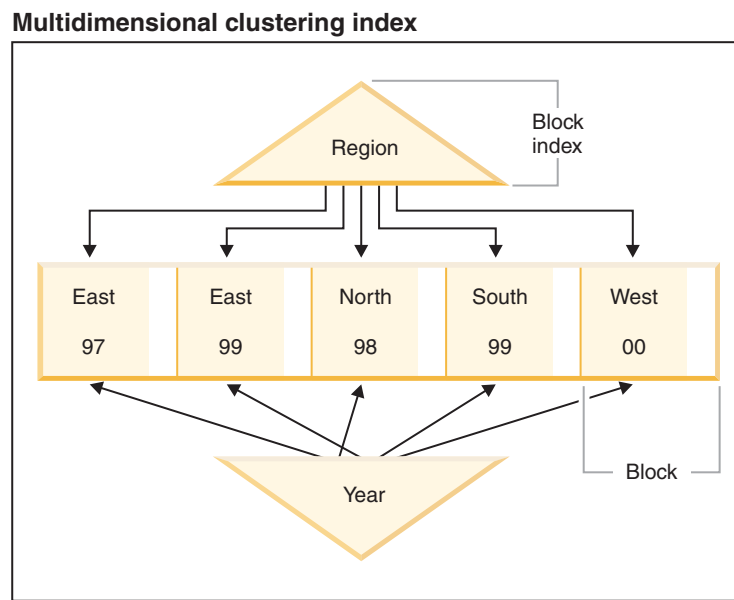 Multidimensional clustering index
Region
Block
index
East East North South West
97 99 98 99 00
Year
Block